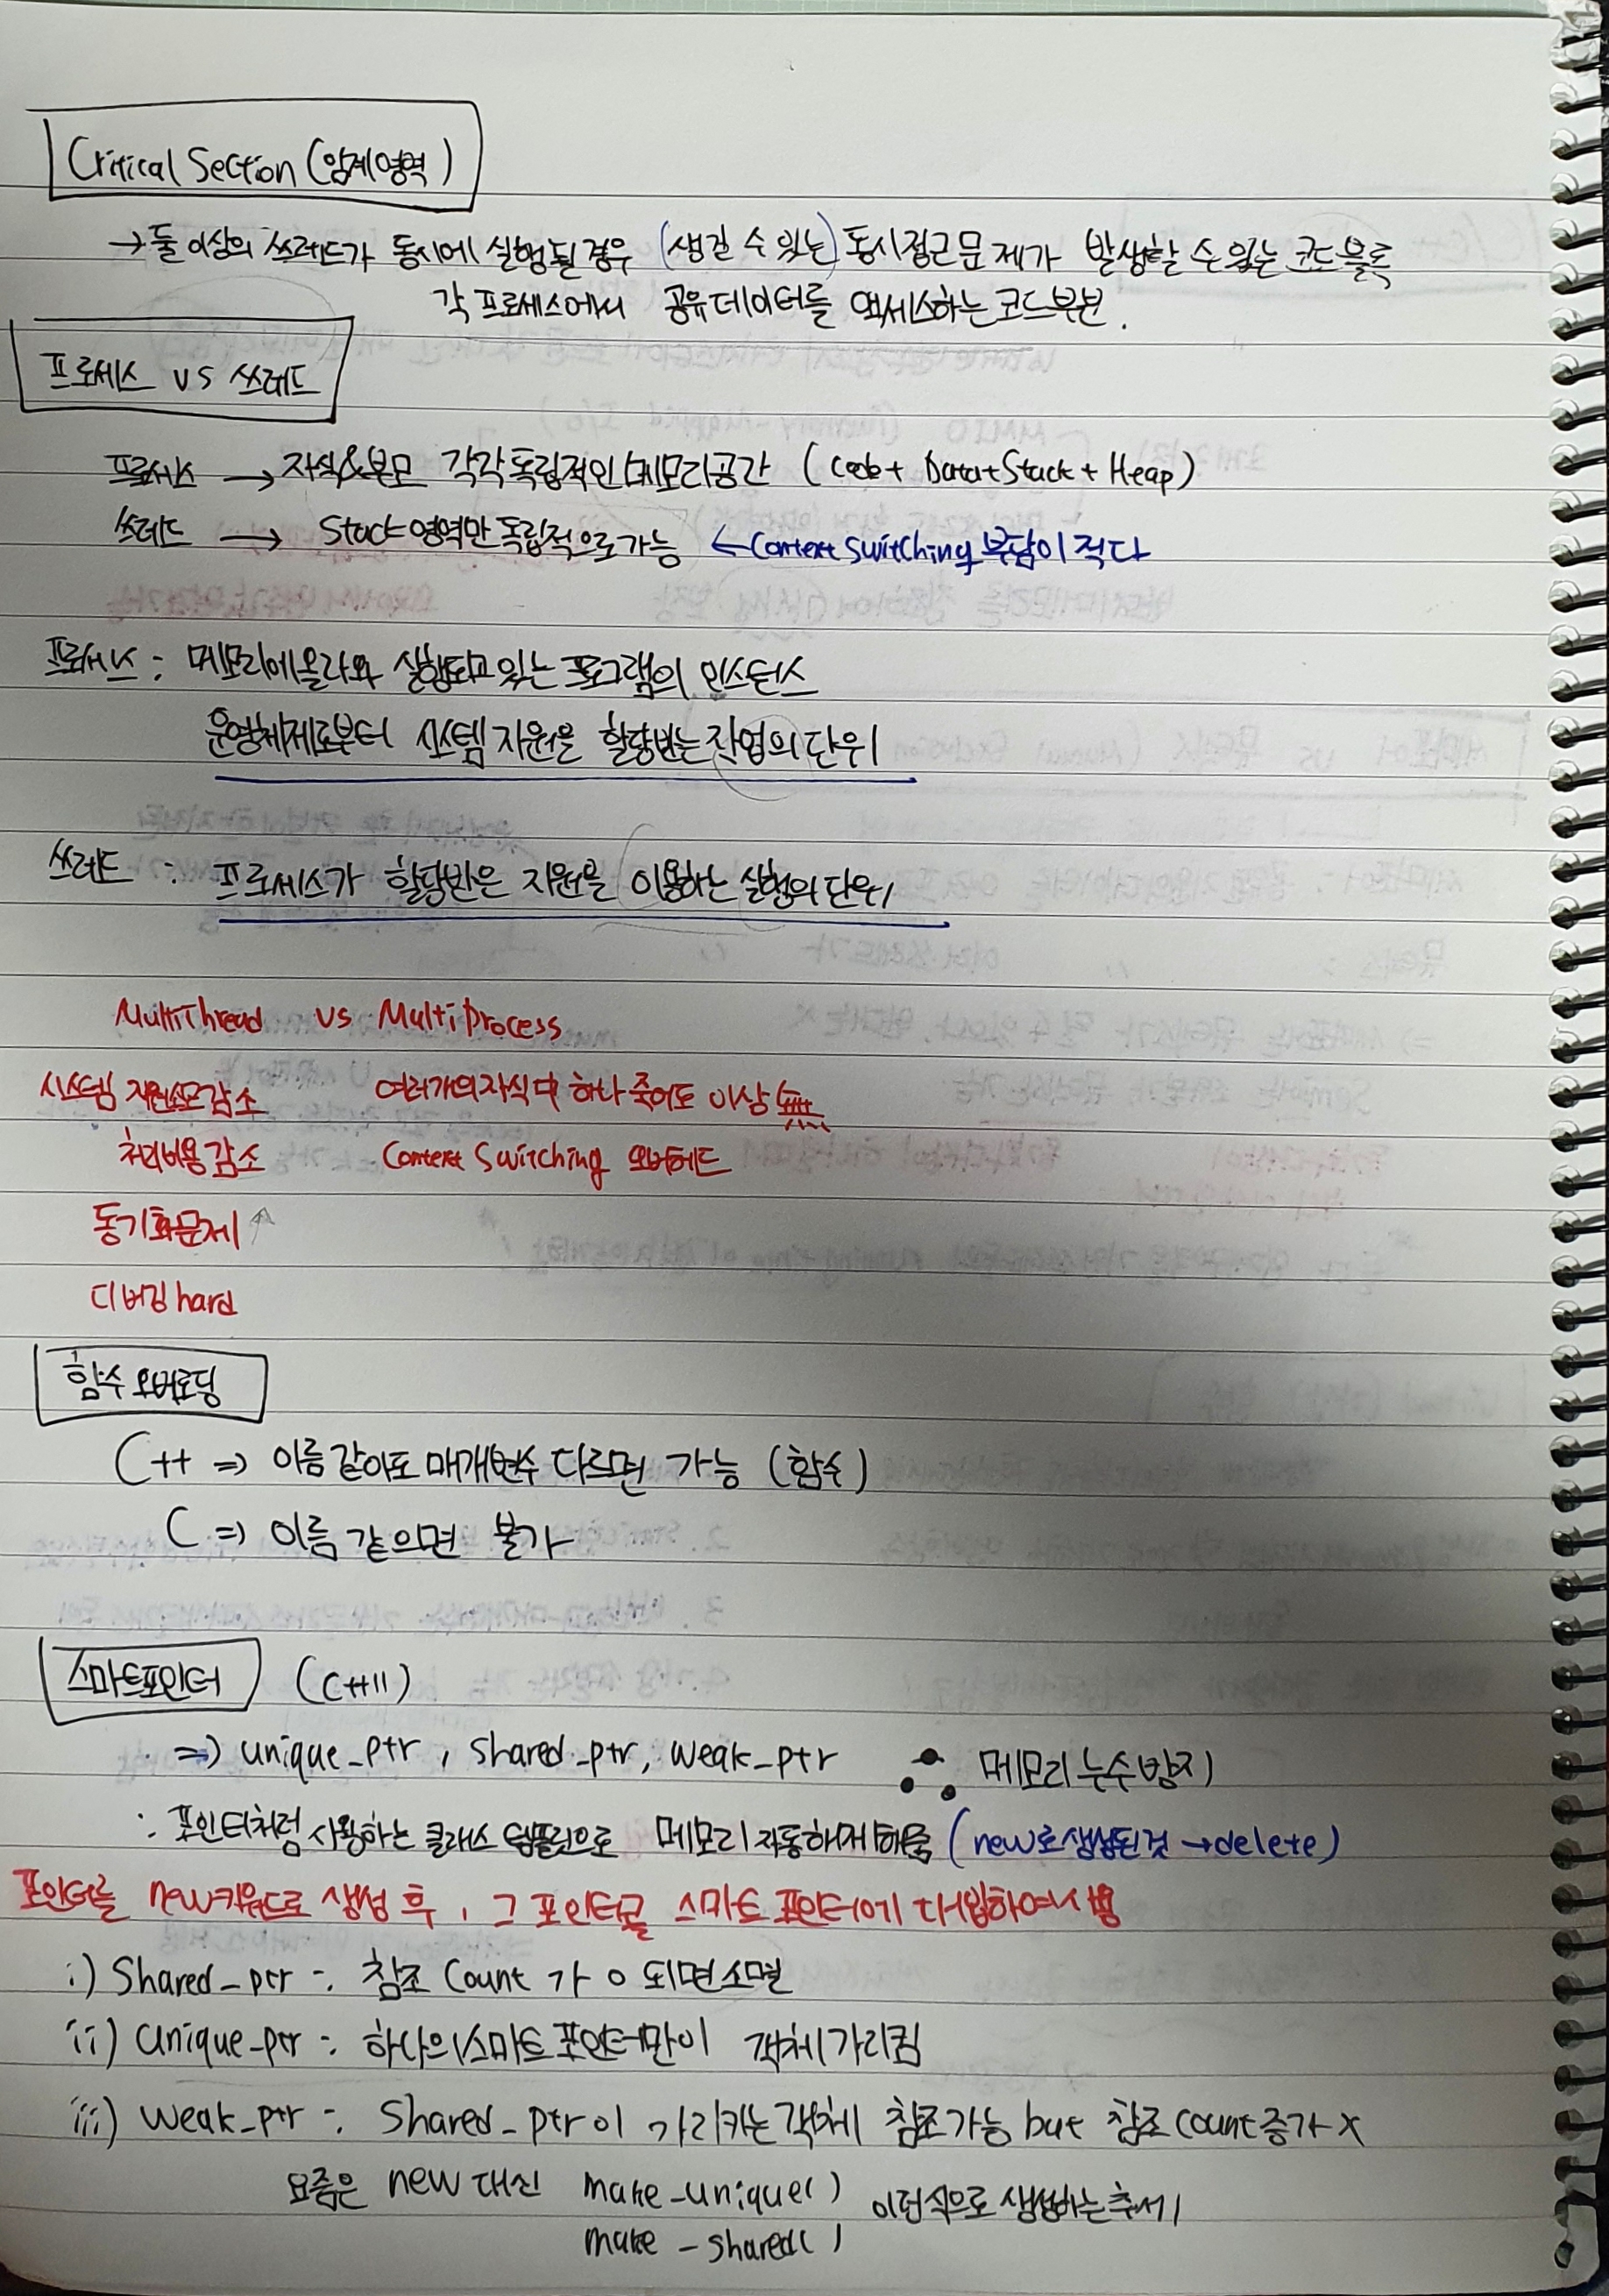 Critical Section (임계영역)
→ 둘 이상의 쓰레드가 동시에 실행될 경우 (생길 수 있는) 동시접근 문제가 발생할 수 있는 코드블록
각 프로세스에서 공유데이터를 액세스하는 코드부분.
프로세스 vs 쓰레드
프로세스 → 자식&부모 각각 독립적인 메모리공간 (Code + Data + Stack + Heap)
쓰레드 → Stack 영역만 독립적으로 가능 ← Context Switching 부담이 적다
프로세스 : 메모리에 올라와 실행되고 있는 프로그램의 인스턴스
운영체제로부터 시스템 자원을 할당받는 작업의 단위
쓰레드 : 프로세스가 할당받은 자원을 이용하는 실행의 단위
MultiThread vs MultiProcess
시스템 자원소모 감소 여러개의 자식 中 하나 죽어도 이상 無
처리비용 감소 Context Switching 오버헤드
동기화문제 ↑
디버깅 hard
함수 오버로딩
C++ ⇒ 이름 같아도 매개변수 다르면 가능 (함수)
C ⇒ 이름 같으면 불가
스마트포인터 (C++11)
⇒ unique_ptr, shared_ptr, weak_ptr ∴ 메모리 누수 방지
: 포인터처럼 사용하는 클래스 템플릿으로 메모리 자동해제해줌 (new로 생성된 것 → delete)
포인터를 new키워드로 생성 후, 그 포인터를 스마트 포인터에 대입하여 사용
i) Shared_ptr : 참조 Count 가 0 되면 소멸
ii) unique_ptr : 하나의 스마트 포인터만이 객체 가리킴
iii) weak_ptr : Shared_ptr이 가리키는 객체 참조가능 but 참조 count 증가 X
요즘은 new 대신 make_unique() 이런식으로 생성하는 추세
make_shared()